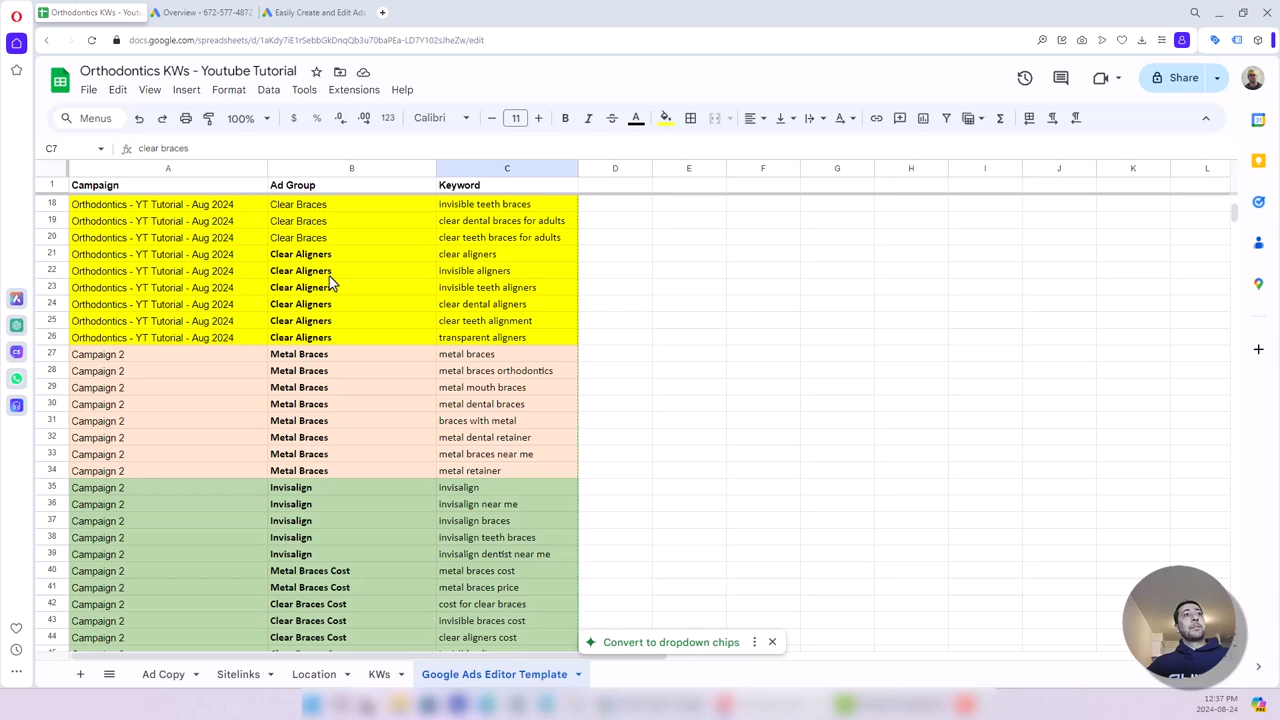 Orthodontics KWs - Youtu
Overview - 672-577-4872
Easily Create and Edit Ads
docs.google.com/spreadsheets/d/1aKdy7iE1rSebbGkDnqQb3u70baPEa-LD7Y102sJheZw/edit
Orthodontics KWs - Youtube Tutorial
File Edit View Insert Format Data Tools Extensions Help
Share
Menus 100% $ % .0 .00 123 Calibri 11 B I A
C7 clear braces
A B C D E F G H I J K L
1 Campaign Ad Group Keyword
18 Orthodontics - YT Tutorial - Aug 2024 Clear Braces invisible teeth braces
19 Orthodontics - YT Tutorial - Aug 2024 Clear Braces clear dental braces for adults
20 Orthodontics - YT Tutorial - Aug 2024 Clear Braces clear teeth braces for adults
21 Orthodontics - YT Tutorial - Aug 2024 Clear Aligners clear aligners
22 Orthodontics - YT Tutorial - Aug 2024 Clear Aligners invisible aligners
23 Orthodontics - YT Tutorial - Aug 2024 Clear Aligners invisible teeth aligners
24 Orthodontics - YT Tutorial - Aug 2024 Clear Aligners clear dental aligners
25 Orthodontics - YT Tutorial - Aug 2024 Clear Aligners clear teeth alignment
26 Orthodontics - YT Tutorial - Aug 2024 Clear Aligners transparent aligners
27 Campaign 2 Metal Braces metal braces
28 Campaign 2 Metal Braces metal braces orthodontics
29 Campaign 2 Metal Braces metal mouth braces
30 Campaign 2 Metal Braces metal dental braces
31 Campaign 2 Metal Braces braces with metal
32 Campaign 2 Metal Braces metal dental retainer
33 Campaign 2 Metal Braces metal braces near me
34 Campaign 2 Metal Braces metal retainer
35 Campaign 2 Invisalign invisalign
36 Campaign 2 Invisalign invisalign near me
37 Campaign 2 Invisalign invisalign braces
38 Campaign 2 Invisalign invisalign teeth braces
39 Campaign 2 Invisalign invisalign dentist near me
40 Campaign 2 Metal Braces Cost metal braces cost
41 Campaign 2 Metal Braces Cost metal braces price
42 Campaign 2 Clear Braces Cost cost for clear braces
43 Campaign 2 Clear Braces Cost invisible braces cost
44 Campaign 2 Clear Braces Cost clear aligners cost
Convert to dropdown chips
Ad Copy Sitelinks Location KWs Google Ads Editor Template
12:37 PM
2024-08-24